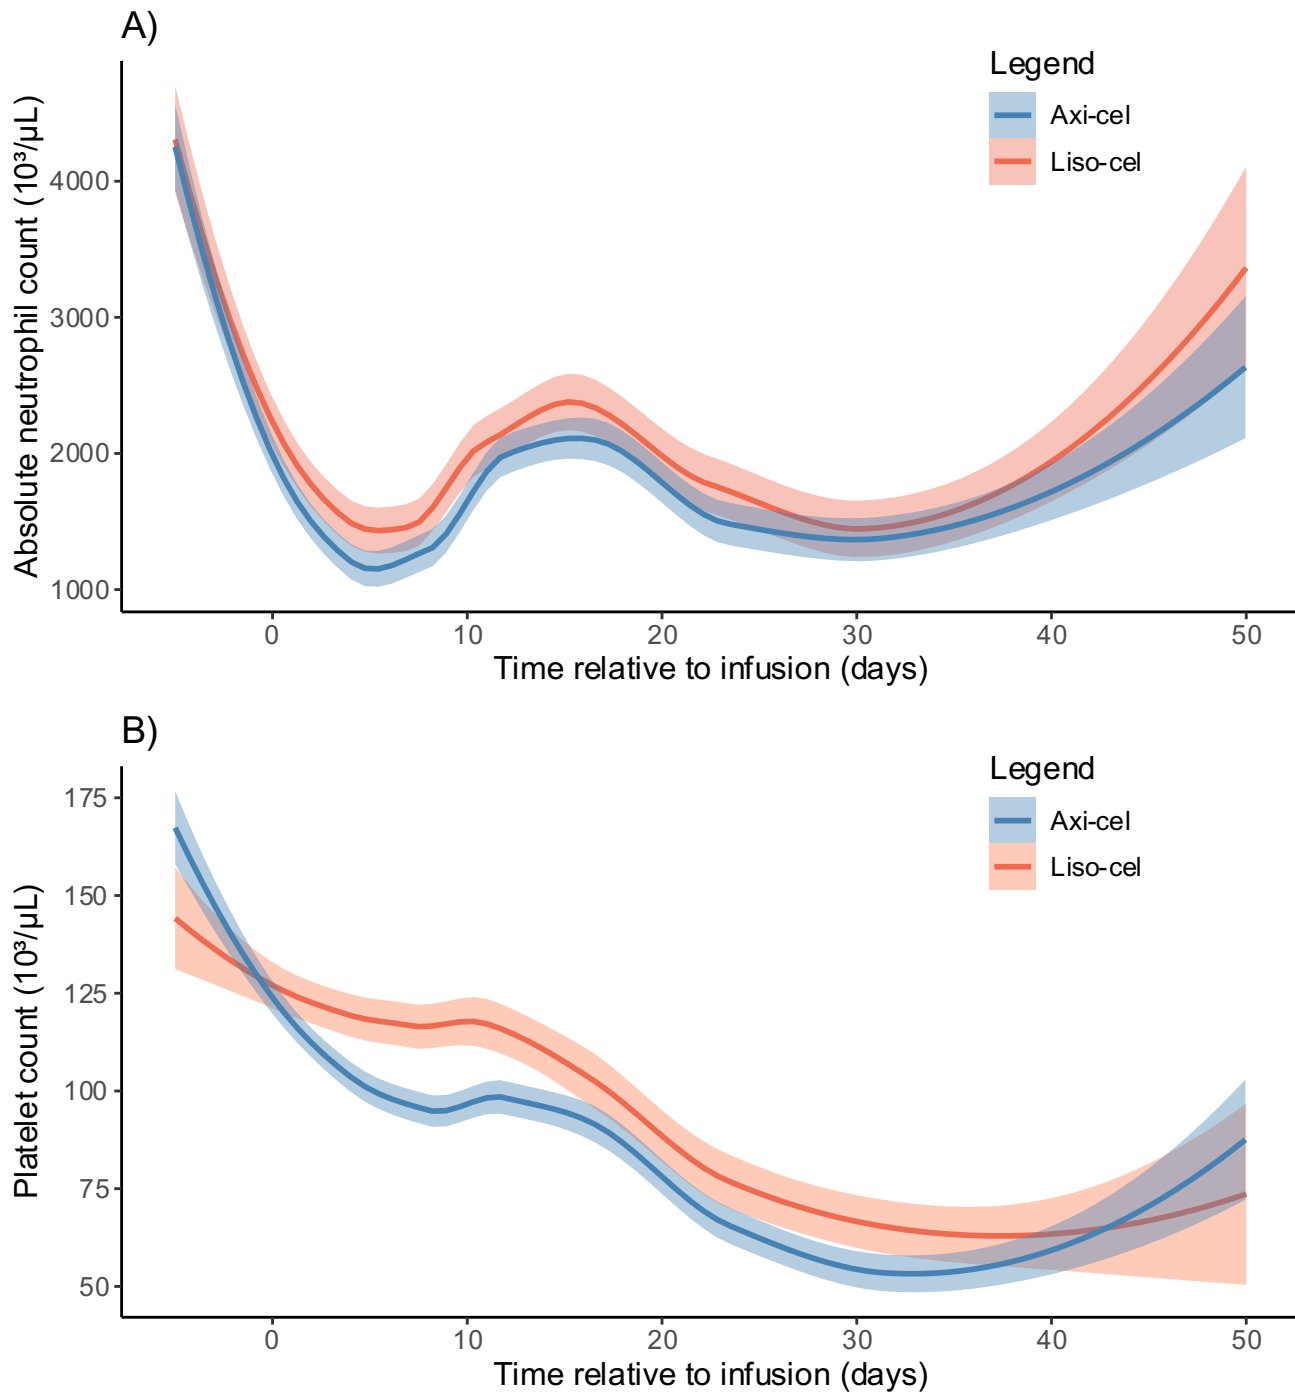 A)
Legend
Axi-cel
Liso-cel
Absolute neutrophil count (10³/µL)
4000
3000
2000
1000
0 10 20 30 40 50
Time relative to infusion (days)
B)
Legend
Axi-cel
Liso-cel
Platelet count (10³/µL)
175
150
125
100
75
50
0 10 20 30 40 50
Time relative to infusion (days)